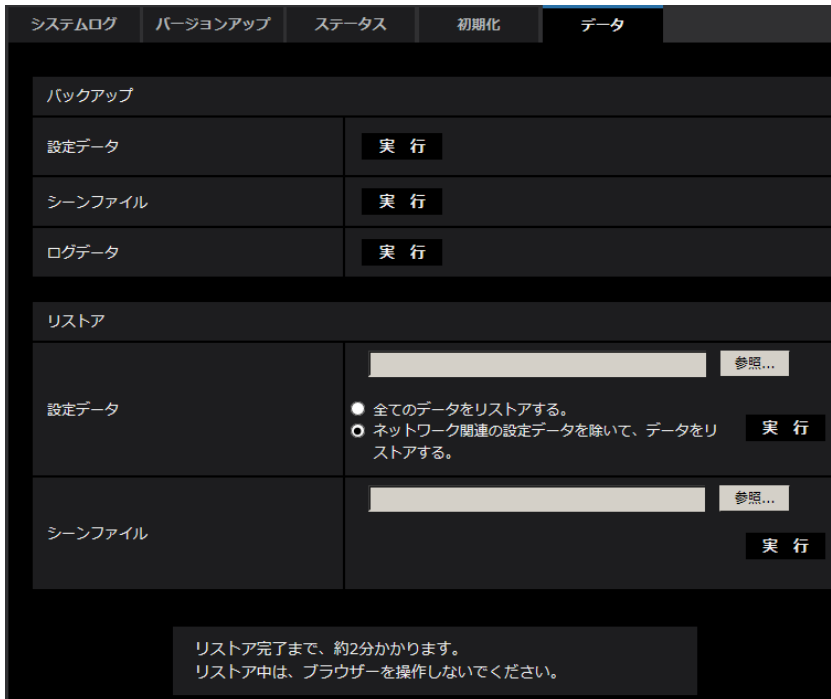 システムログ バージョンアップ ステータス 初期化 データ
バックアップ
設定データ 実 行
シーンファイル 実 行
ログデータ 実 行
リストア
参照...
設定データ
全てのデータをリストアする。
ネットワーク関連の設定データを除いて、データをリ
ストアする。
実 行
参照...
シーンファイル
実 行
リストア完了まで、約2分かかります。
リストア中は、ブラウザーを操作しないでください。